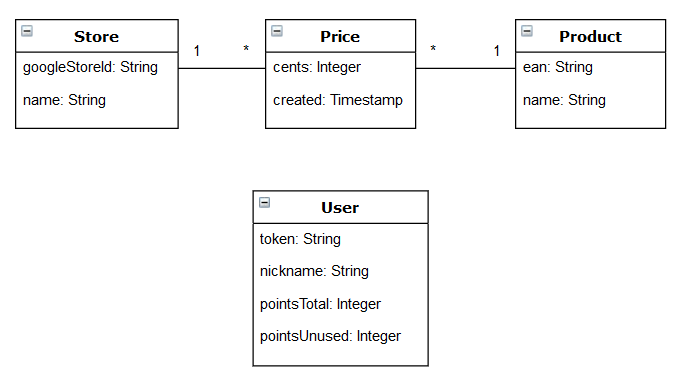 Store
googleStoreId: String
name: String
1
*
Price
cents: Integer
created: Timestamp
*
1
Product
ean: String
name: String
User
token: String
nickname: String
pointsTotal: Integer
pointsUnused: Integer